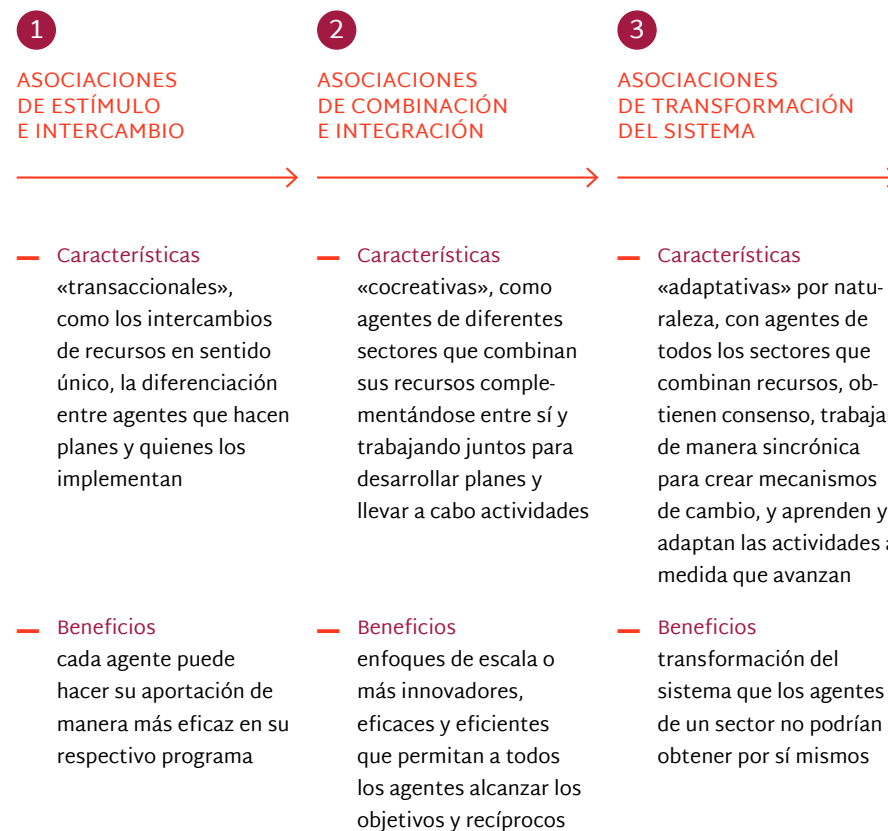 1
ASOCIACIONES
DE ESTÍMULO
E INTERCAMBIO
Características
«transaccionales»,
como los intercambios
de recursos en sentido
único, la diferenciación
entre agentes que hacen
planes y quienes los
implementan
Beneficios
cada agente puede
hacer su aportación de
manera más eficaz en su
respectivo programa
2
ASOCIACIONES
DE COMBINACIÓN
E INTEGRACIÓN
Características
«cocreativas», como
agentes de diferentes
sectores que combinan
sus recursos comple-
mentándose entre sí y
trabajando juntos para
desarrollar planes y
llevar a cabo actividades
Beneficios
enfoques de escala o
más innovadores,
eficaces y eficientes
que permitan a todos
los agentes alcanzar los
objetivos y recíprocos
3
ASOCIACIONES
DE TRANSFORMACIÓN
DEL SISTEMA
Características
«adaptativas» por natu-
raleza, con agentes de
todos los sectores que
combinan recursos, ob-
tienen consenso, trabajan
de manera sincrónica
para crear mecanismos
de cambio, y aprenden y
adaptan las actividades a
medida que avanzan
Beneficios
transformación del
sistema que los agentes
de un sector no podrían
obtener por sí mismos